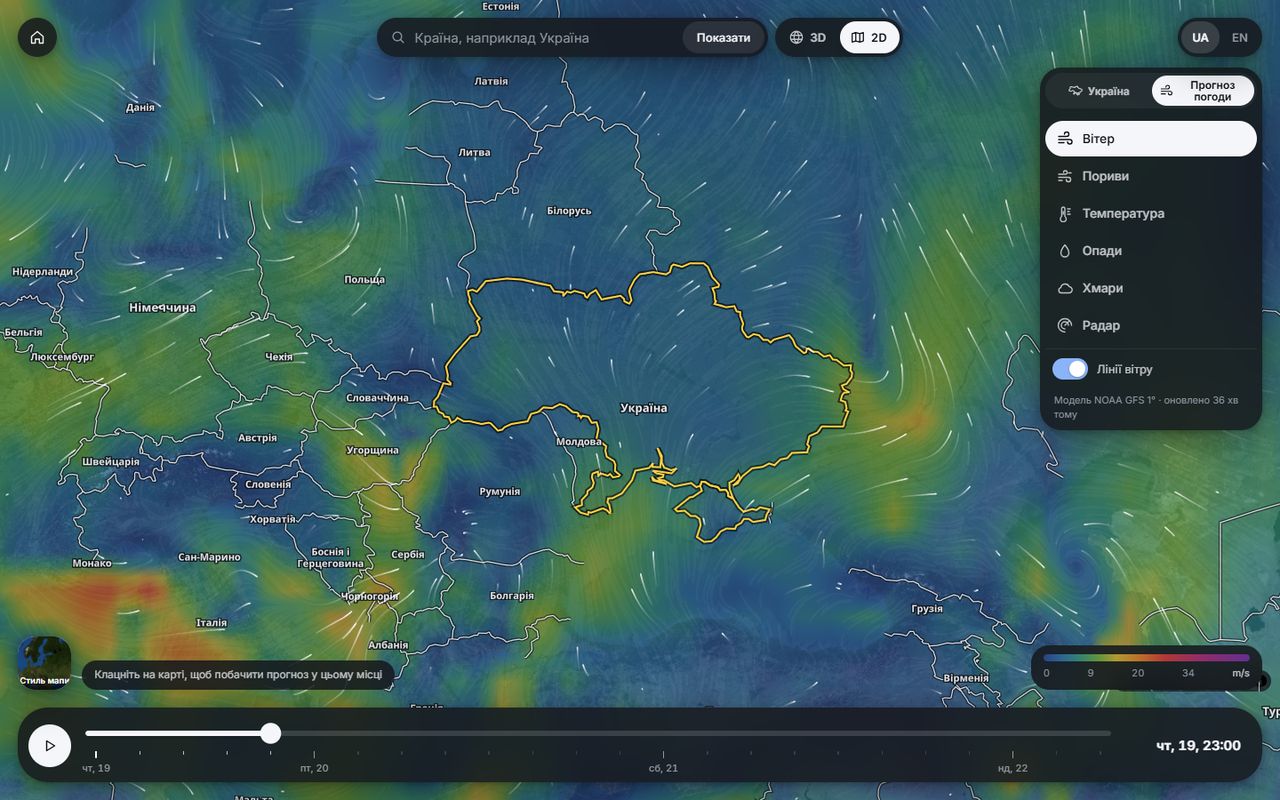 Естонія
Країна, наприклад Україна
Показати
3D
2D
UA
EN
Латвія
Данія
Україна
Прогноз
погоди
Вітер
Литва
Пориви
Білорусь
Температура
Опади
Нідерланди
Польща
Хмари
Німеччина
Бельгія
Радар
Люксембург
Чехія
Лінії вітру
Словаччина
Модель NOAA GFS 1° · оновлено 36 хв
тому
Україна
Австрія
Молдова
Угорщина
Швейцарія
Словенія
Румунія
Хорватія
Сан-Марино
Боснія і
Герцеговина
Сербія
Монако
Чорногорія
Болгарія
Грузія
Італія
Албанія
Стиль мапи
Клацніть на карті, щоб побачити прогноз у цьому місці
0
9
20
34
m/s
Вірменія
чт, 19
пт, 20
сб, 21
нд, 22
чт, 19, 23:00